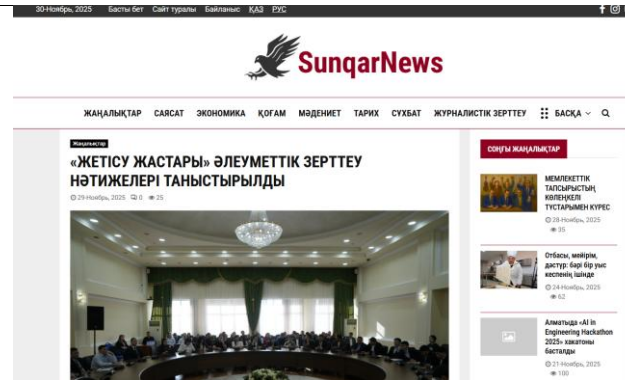 30-Ноябрь, 2025 Басты бет Сайт туралы Байланыс ҚАЗ РУС
SunqarNews
ЖАҢАЛЫҚТАР САЯСАТ ЭКОНОМИКА ҚОҒАМ МӘДЕНИЕТ ТАРИХ СҰХБАТ ЖУРНАЛИСТІК ЗЕРТТЕУ БАСҚА
Жаңалықтар
«ЖЕТІСУ ЖАСТАРЫ» ӘЛЕУМЕТТІК ЗЕРТТЕУ
НӘТИЖЕЛЕРІ ТАНЫСТЫРЫЛДЫ
29-Ноябрь, 2025 0 25
СОҢҒЫ ЖАҢАЛЫҚТАР
МЕМЛЕКЕТТІК
ТАПСЫРЫСТЫҢ
КӨЛЕҢКЕЛІ
ТҰСТАРЫМЕН КҮРЕС
28-Ноябрь, 2025
35
Отбасы, мейірім,
дәстүр: бәрі бір уыс
кеспенің ішінде
24-Ноябрь, 2025
62
Алматыда «AI in
Engineering Hackathon
2025» хакатоны
басталды
21-Ноябрь, 2025
100